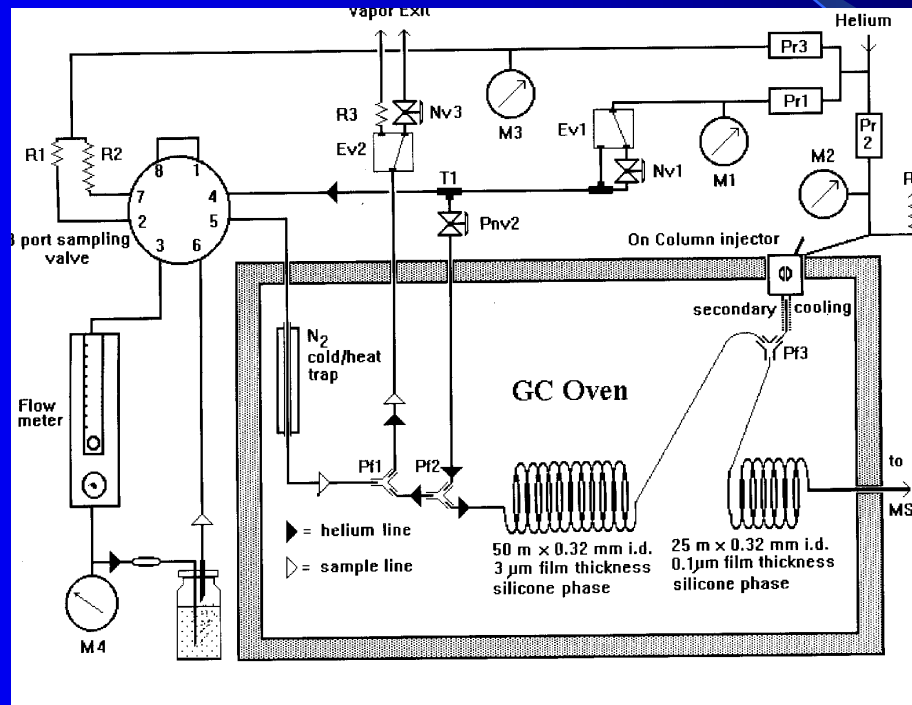 Vapor Exit
Helium
Pr3
R3
Nv3
M3
Ev1
Pr1
Pr
2
R1
R2
8
1
Ev2
Nv1
M1
M2
R
7
4
T1
2
5
Pnv2
3
6
8 port sampling
valve
On Column injector
secondary
cooling
N2
cold/heat
trap
Pf3
GC Oven
Flow
meter
Pf1
Pf2
to
MS
= helium line
= sample line
50 m x 0.32 mm i.d.
3 µm film thickness
silicone phase
25 m x 0.32 mm i.d.
0.1µm film thickness
silicone phase
M4